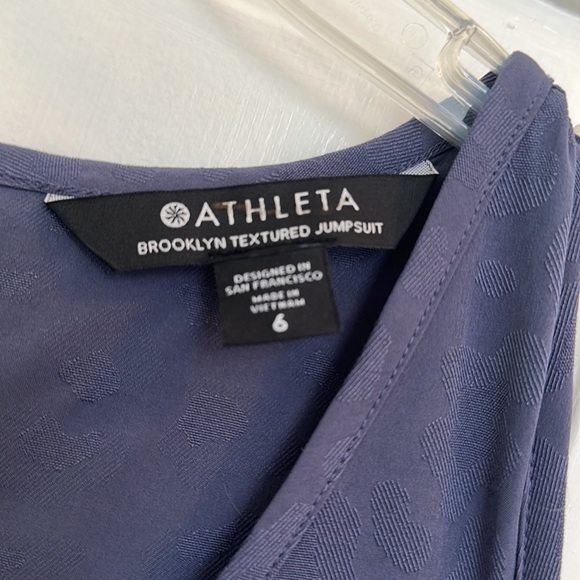 ATHLETA
BROOKLYN TEXTURED JUMPSUIT
DESIGNED IN
SAN FRANCISCO
MADE IN
VIETNAM
6